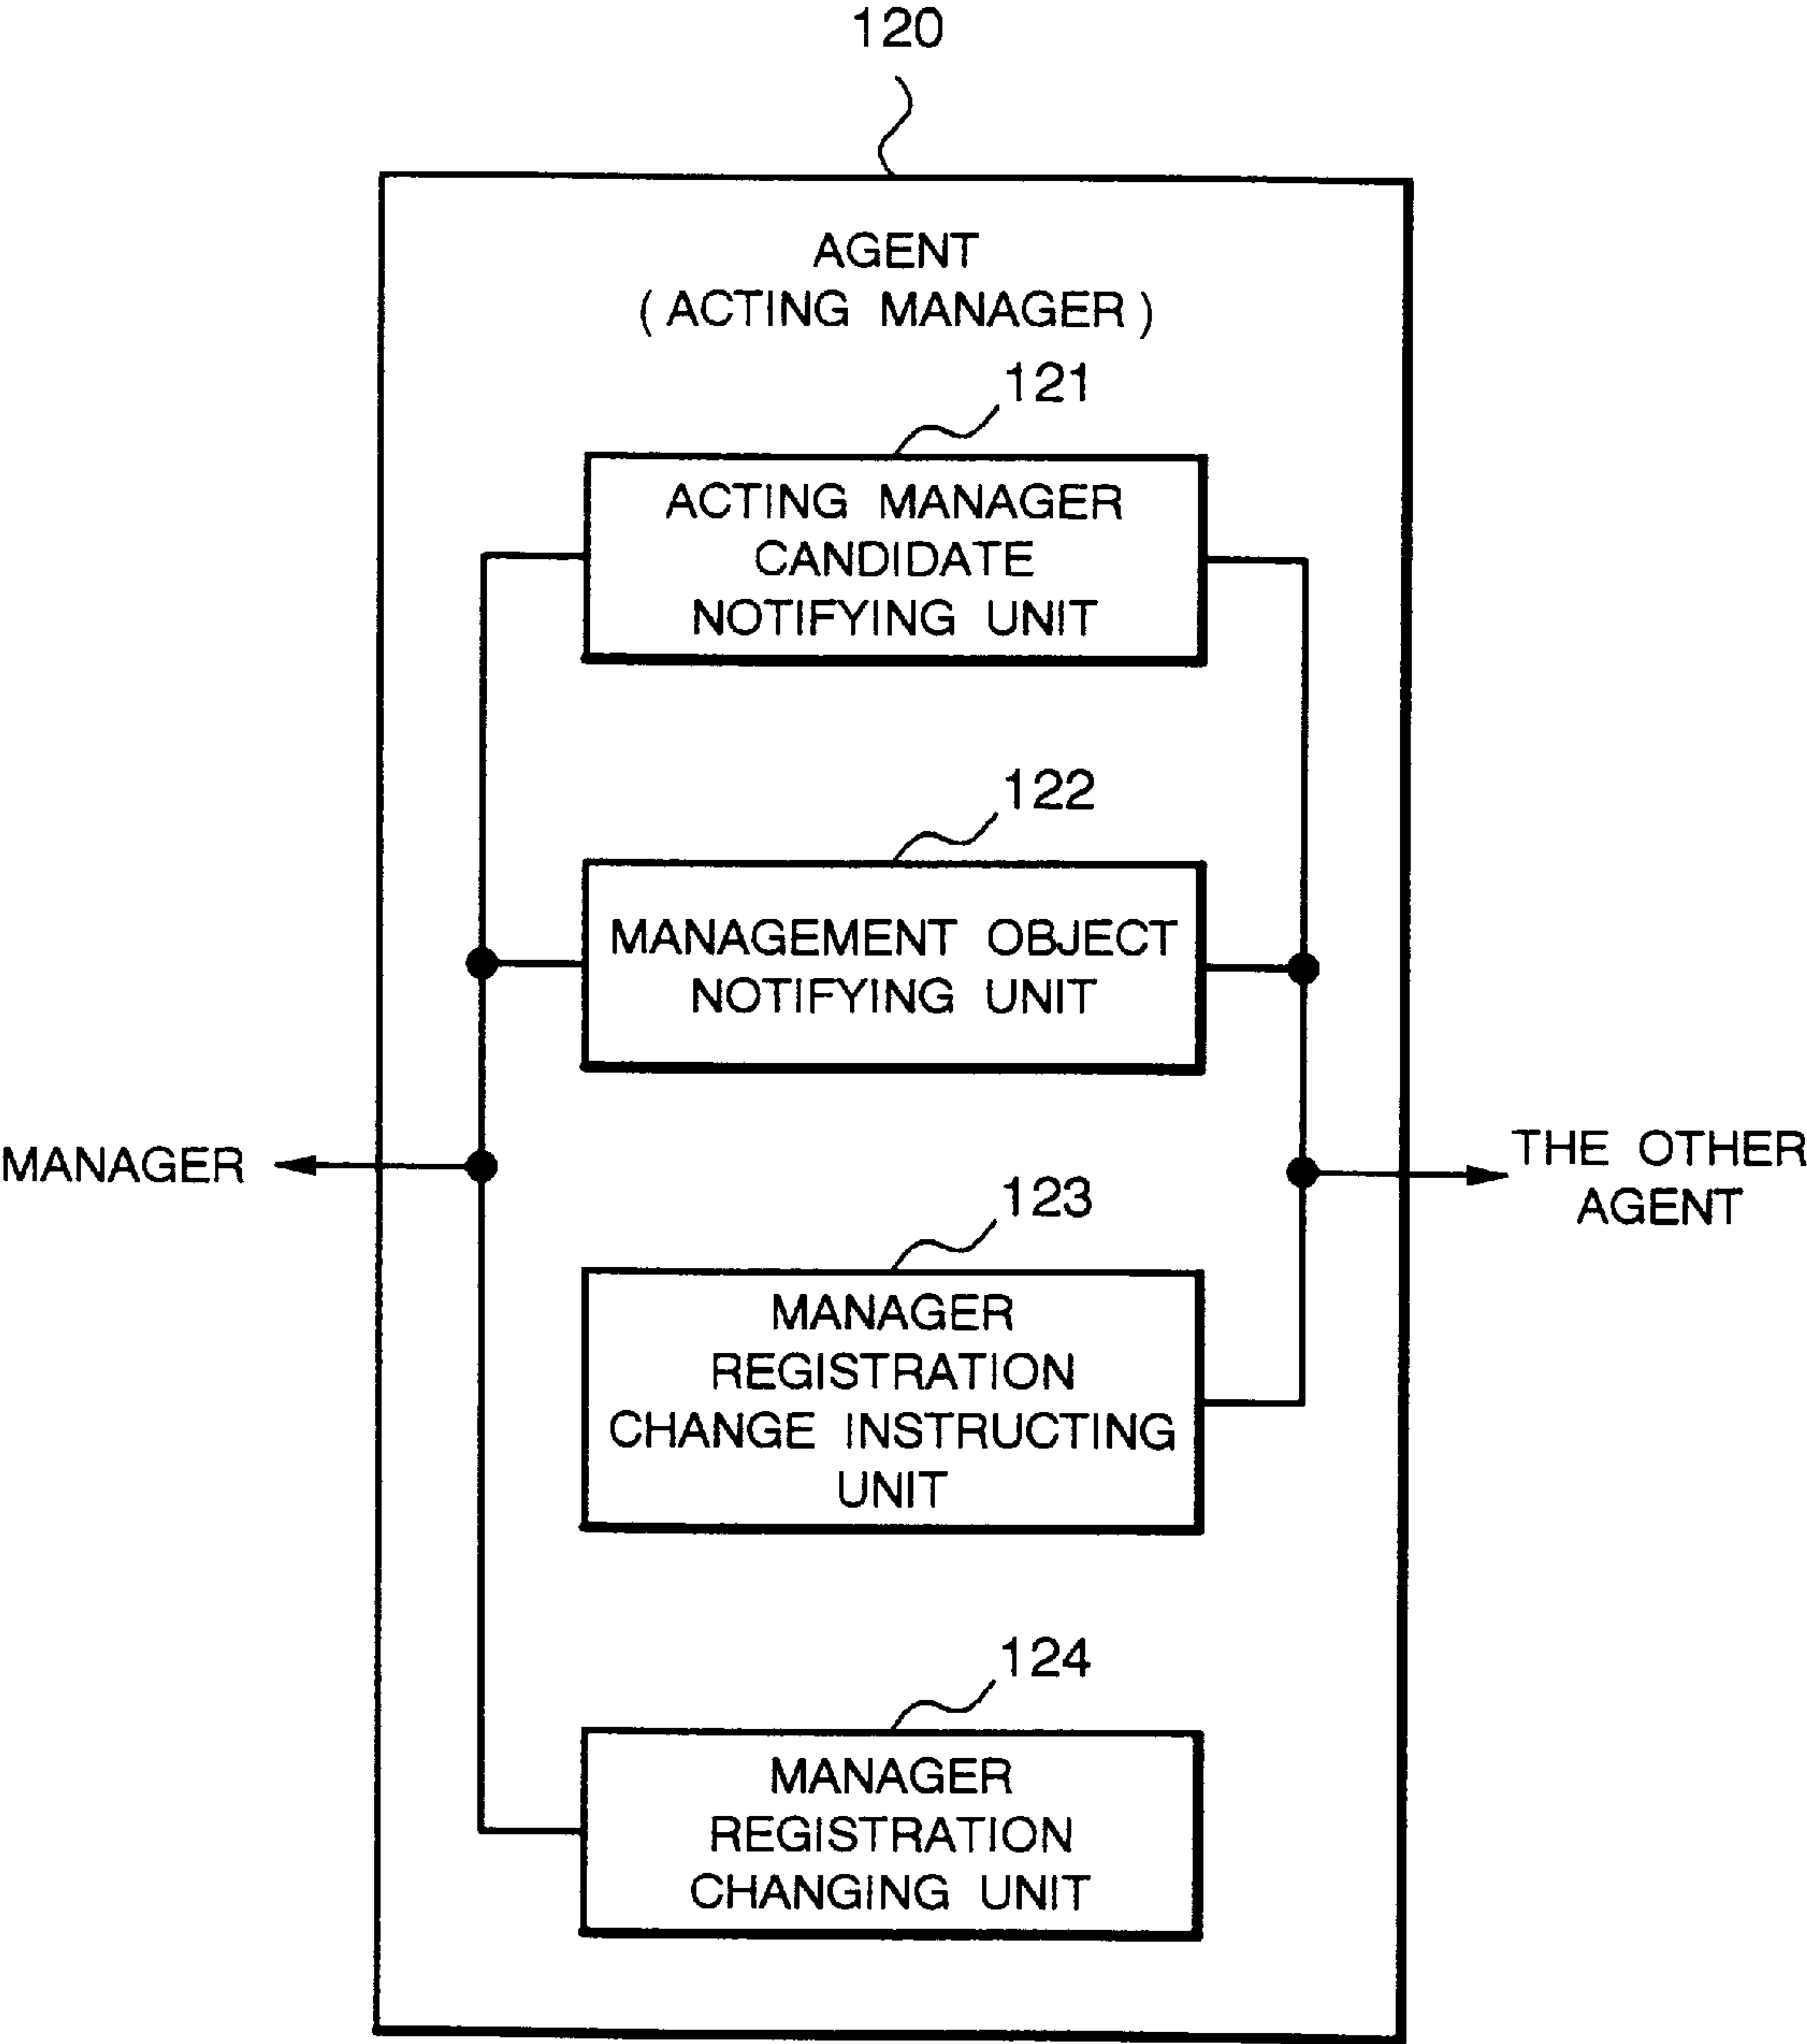 120
AGENT
( ACTING MANAGER )
121
ACTING MANAGER
CANDIDATE
NOTIFYING UNIT
122
MANAGEMENT OBJECT
NOTIFYING UNIT
MANAGER
THE OTHER
AGENT
123
MANAGER
REGISTRATION
CHANGE INSTRUCTING
UNIT
124
MANAGER
REGISTRATION
CHANGING UNIT